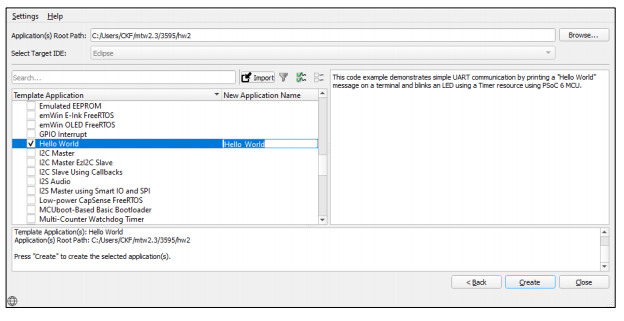 Settings Help
Application(s) Root Path: C:/Users/CKF/mtw2.3/3595/hw2 Browse...
Select Target IDE: Eclipse
Search... Import
Template Application New Application Name
Emulated EEPROM
emWin E-Ink FreeRTOS
emWin OLED FreeRTOS
GPIO Interrupt
Hello World Hello_World
I2C Master
I2C Master EzI2C Slave
I2C Slave Using Callbacks
I2S Audio
I2S Master using Smart IO and SPI
Low-power CapSense FreeRTOS
MCUboot-Based Basic Bootloader
Multi-Counter Watchdog Timer
This code example demonstrates simple UART communication by printing a "Hello World"
message on a terminal and blinks an LED using a Timer resource using PSoC 6 MCU.
Template Application(s): Hello World
Application(s) Root Path: C:/Users/CKF/mtw2.3/3595/hw2
Press "Create" to create the selected application(s).
< Back Create Close